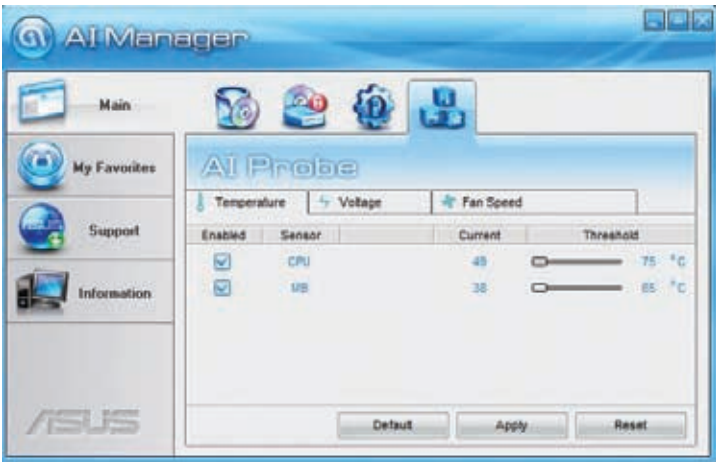 AI Manager
Main
My Favorites
Support
Information
ASUS
AI Probe
Temperature Voltage Fan Speed
Enabled Sensor Current Threshold
CPU 49 75 °C
MB 38 65 °C
Default Apply Reset